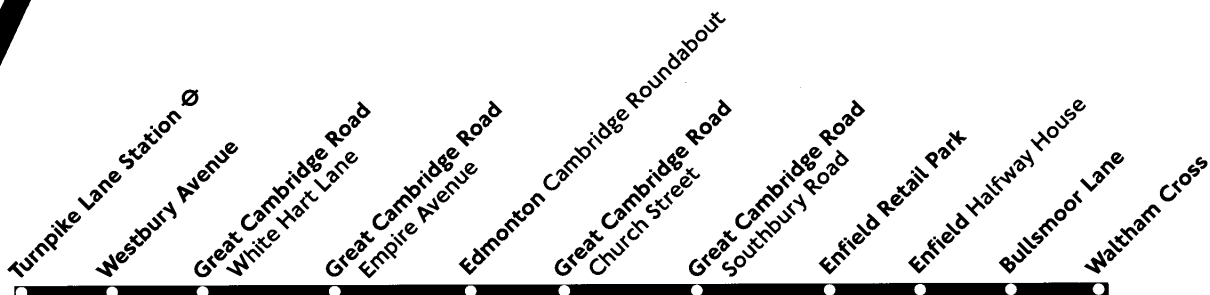 Turnpike Lane Station
Westbury Avenue
Great Cambridge Road
White Hart Lane
Great Cambridge Road
Empire Avenue
Edmonton Cambridge Roundabout
Great Cambridge Road
Church Street
Great Cambridge Road
Southbury Road
Enfield Retail Park
Enfield Halfway House
Bullsmoor Lane
Waltham Cross